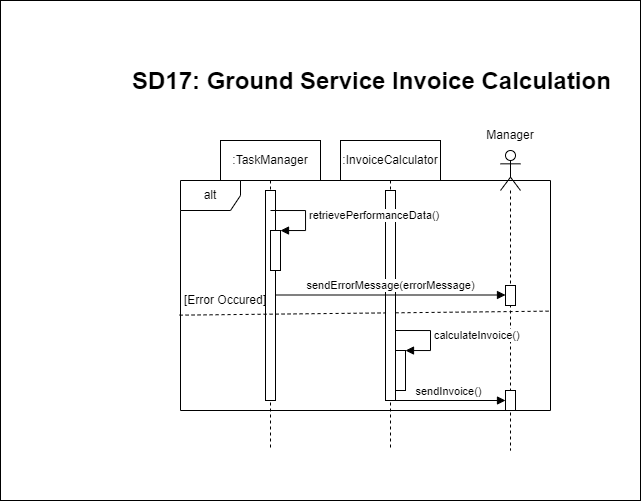 SD17: Ground Service Invoice Calculation
Manager
:TaskManager
:InvoiceCalculator
alt
retrievePerformanceData()
sendErrorMessage(errorMessage)
[Error Occured]
calculateInvoice()
sendInvoice()